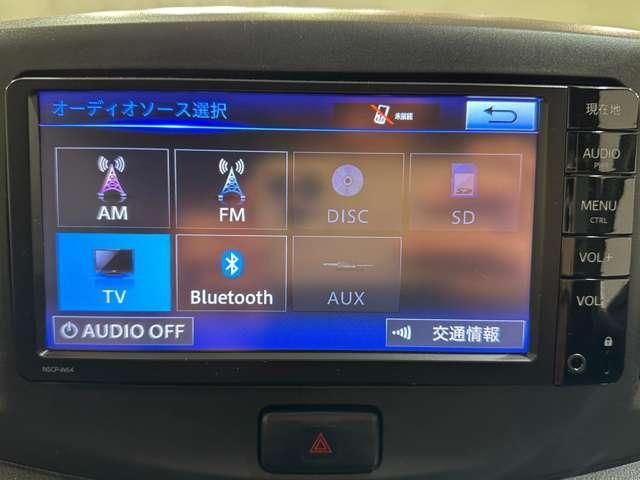 オーディオソース選択
未接続
現在地
AM
FM
DISC
SD
AUDIO
PWR
MENU
CTRL
TV
Bluetooth
AUX
VOL+
VOL-
AUDIO OFF
交通情報
NSCP-W64